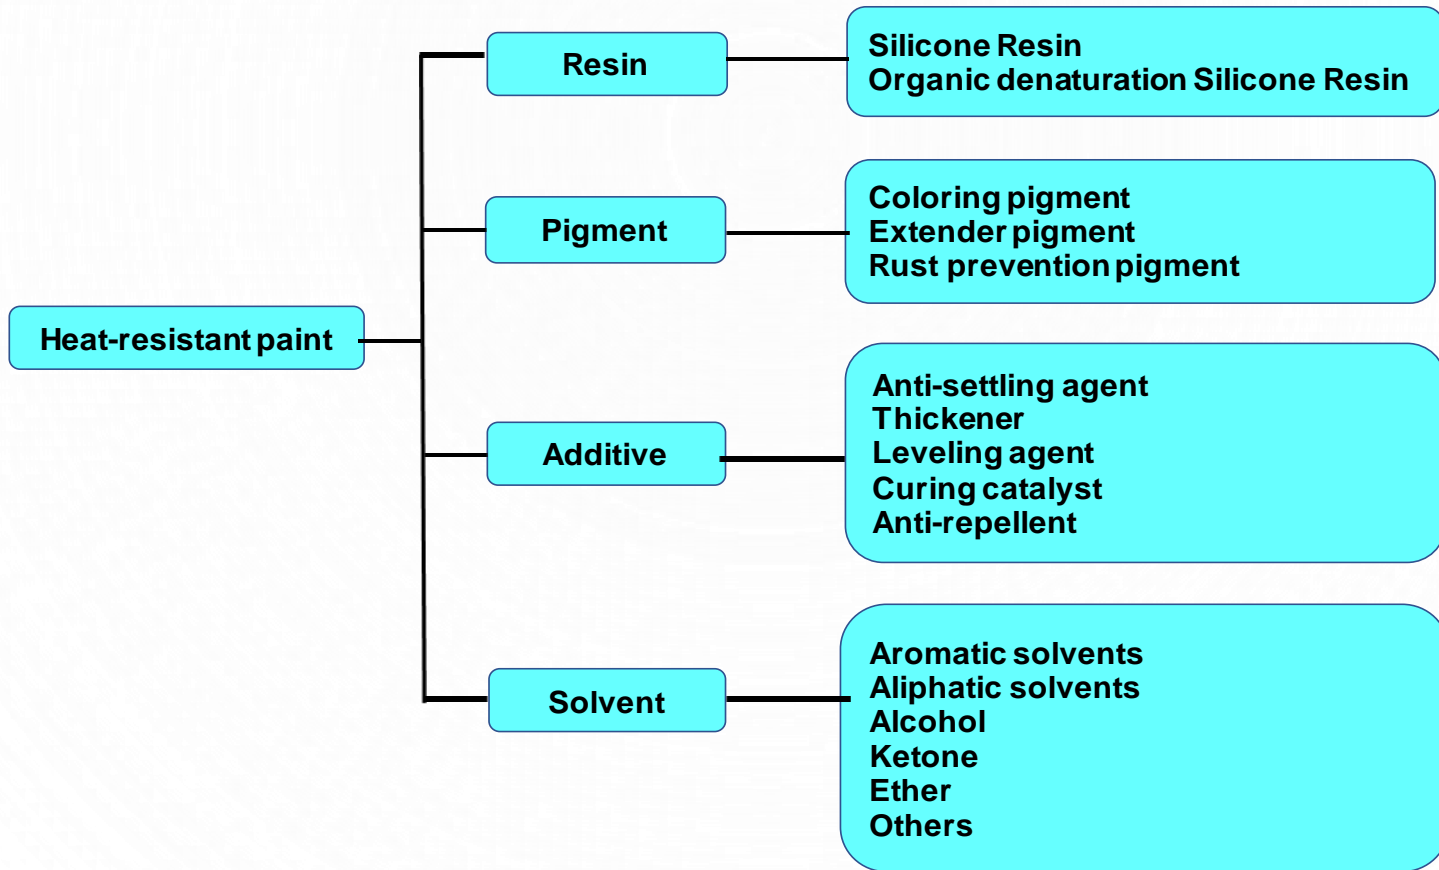 Heat-resistant paint
Resin
Silicone Resin
Organic denaturation Silicone Resin
Pigment
Coloring pigment
Extender pigment
Rust prevention pigment
Additive
Anti-settling agent
Thickener
Leveling agent
Curing catalyst
Anti-repellent
Solvent
Aromatic solvents
Aliphatic solvents
Alcohol
Ketone
Ether
Others